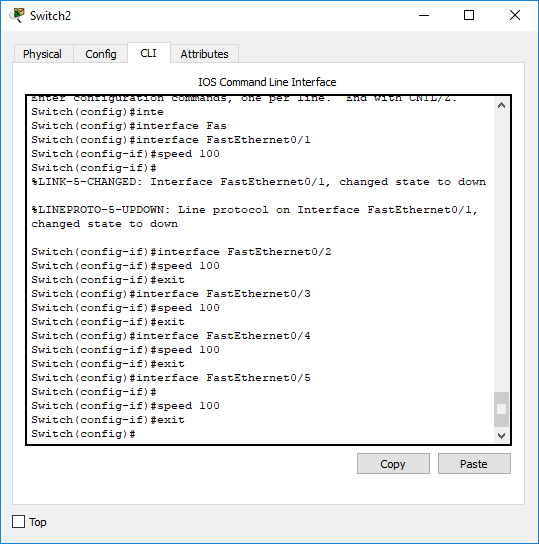 Switch2
Physical Config CLI Attributes
IOS Command Line Interface
Enter configuration commands, one per line. End with CNTL/Z.
Switch(config)#inte
Switch(config)#interface Fas
Switch(config)#interface FastEthernet0/1
Switch(config-if)#speed 100
Switch(config-if)#
%LINK-5-CHANGED: Interface FastEthernet0/1, changed state to down
%LINEPROTO-5-UPDOWN: Line protocol on Interface FastEthernet0/1,
changed state to down
Switch(config-if)#interface FastEthernet0/2
Switch(config-if)#speed 100
Switch(config-if)#exit
Switch(config)#interface FastEthernet0/3
Switch(config-if)#speed 100
Switch(config-if)#exit
Switch(config)#interface FastEthernet0/4
Switch(config-if)#speed 100
Switch(config-if)#exit
Switch(config)#interface FastEthernet0/5
Switch(config-if)#
Switch(config-if)#speed 100
Switch(config-if)#exit
Switch(config)#
Copy Paste
Top